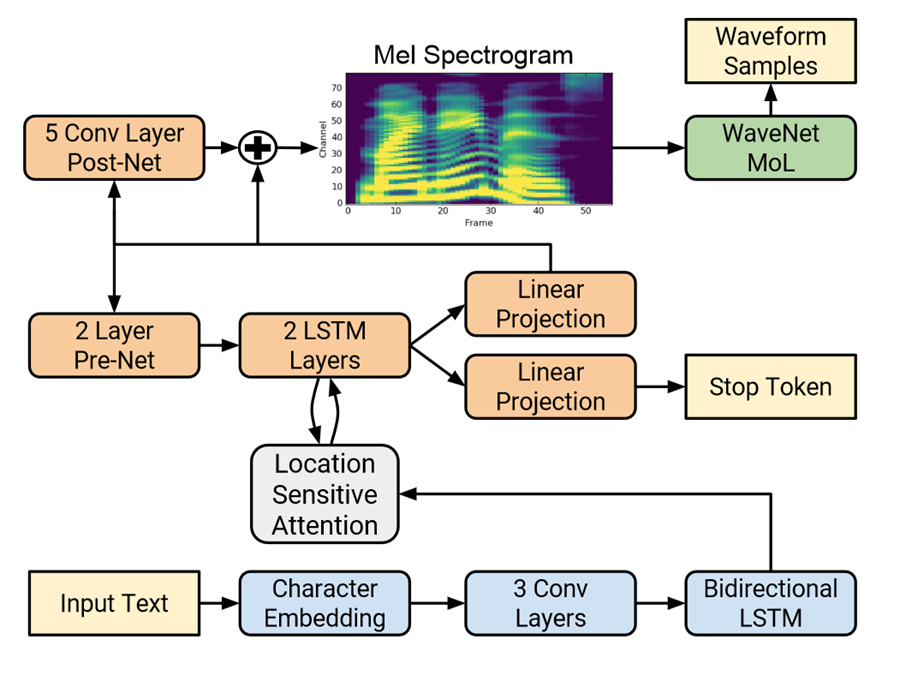 Waveform
Samples
Mel Spectrogram
5 Conv Layer
Post-Net
Channel
70
60
50
40
30
20
10
0
0 10 20 30 40 50
Frame
WaveNet
MoL
Linear
Projection
2 Layer
Pre-Net
2 LSTM
Layers
Linear
Projection
Stop Token
Location
Sensitive
Attention
Input Text
Character
Embedding
3 Conv
Layers
Bidirectional
LSTM